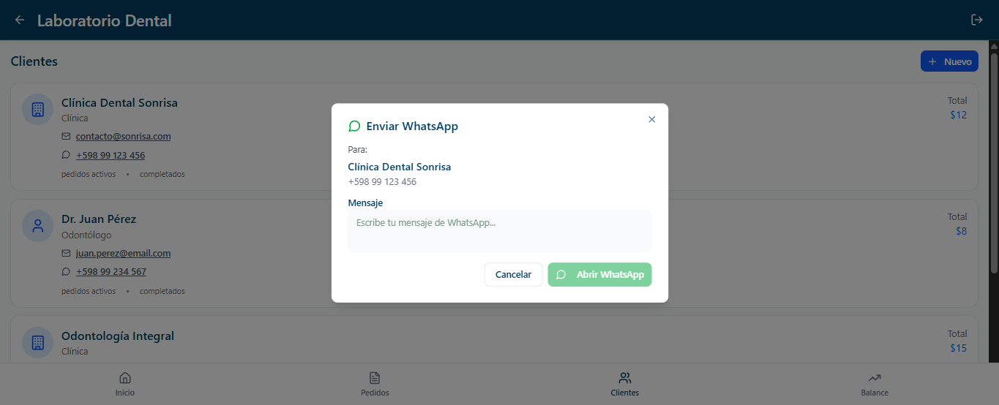 Laboratorio Dental
Clientes
Nuevo
Clínica Dental Sonrisa
Clínica
contacto@sonrisa.com
+598 99 123 456
pedidos activos • completados
Total
$12
Dr. Juan Pérez
Odontólogo
juan.perez@email.com
+598 99 234 567
pedidos activos • completados
Total
$8
Odontología Integral
Clínica
Total
$15
Enviar WhatsApp
Para:
Clínica Dental Sonrisa
+598 99 123 456
Mensaje
Escribe tu mensaje de WhatsApp...
Cancelar
Abrir WhatsApp
Inicio
Pedidos
Clientes
Balance